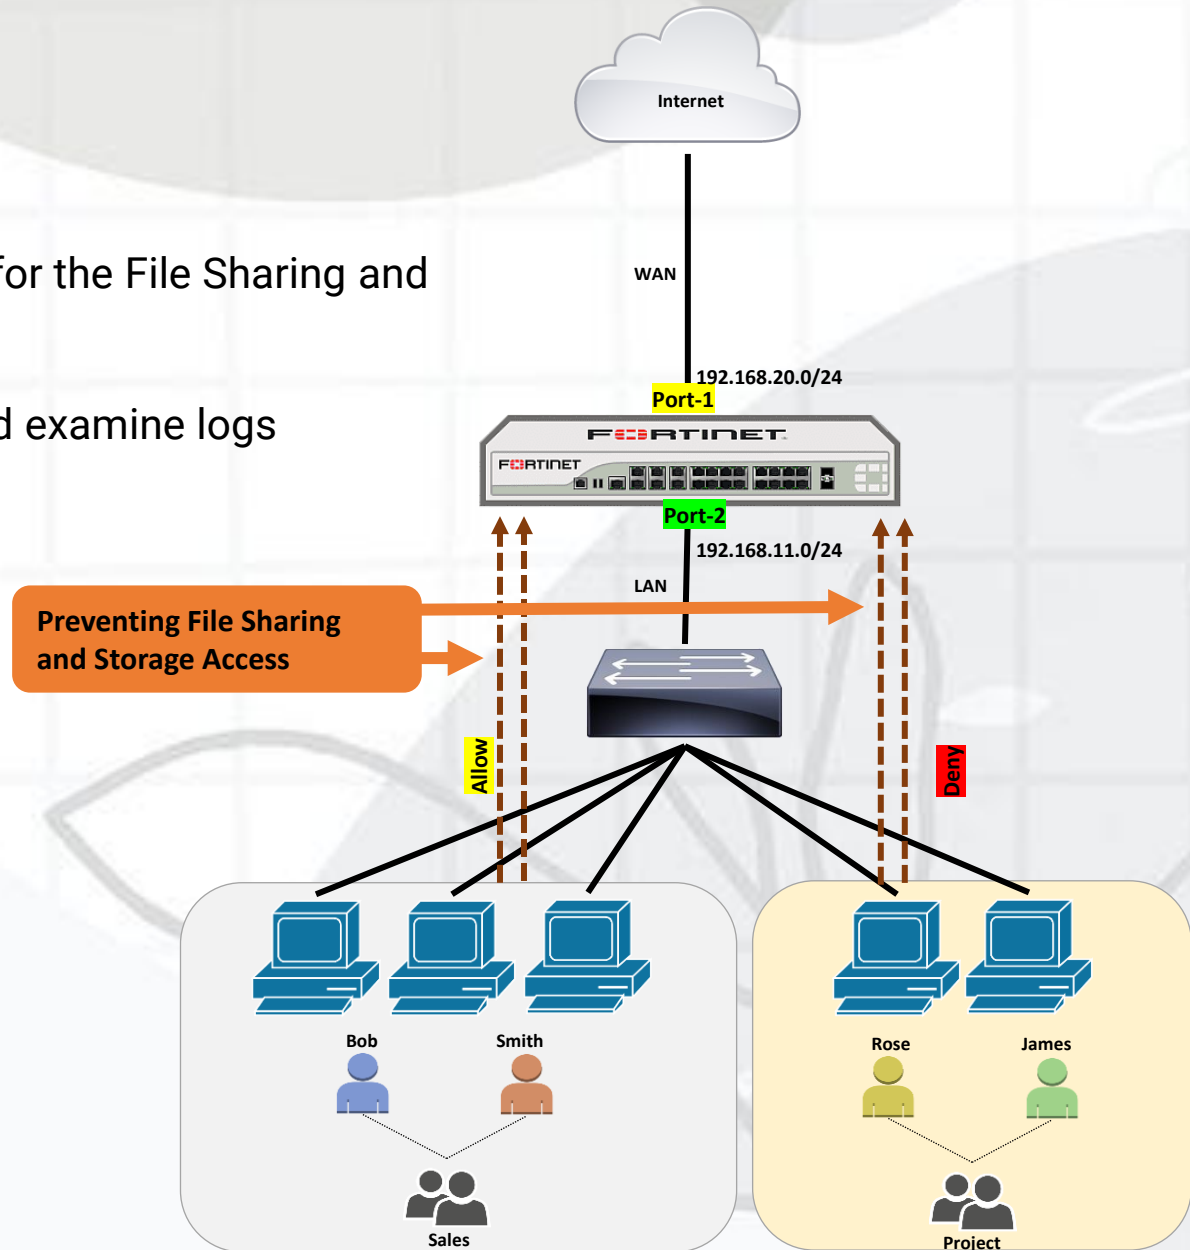 Internet
for the File Sharing and
WAN
192.168.20.0/24
Port-1
d examine logs
FORTINET
FORTINET
Port-2
192.168.11.0/24
LAN
Preventing File Sharing
and Storage Access
Allow
Deny
Bob
Smith
Rose
James
Sales
Project